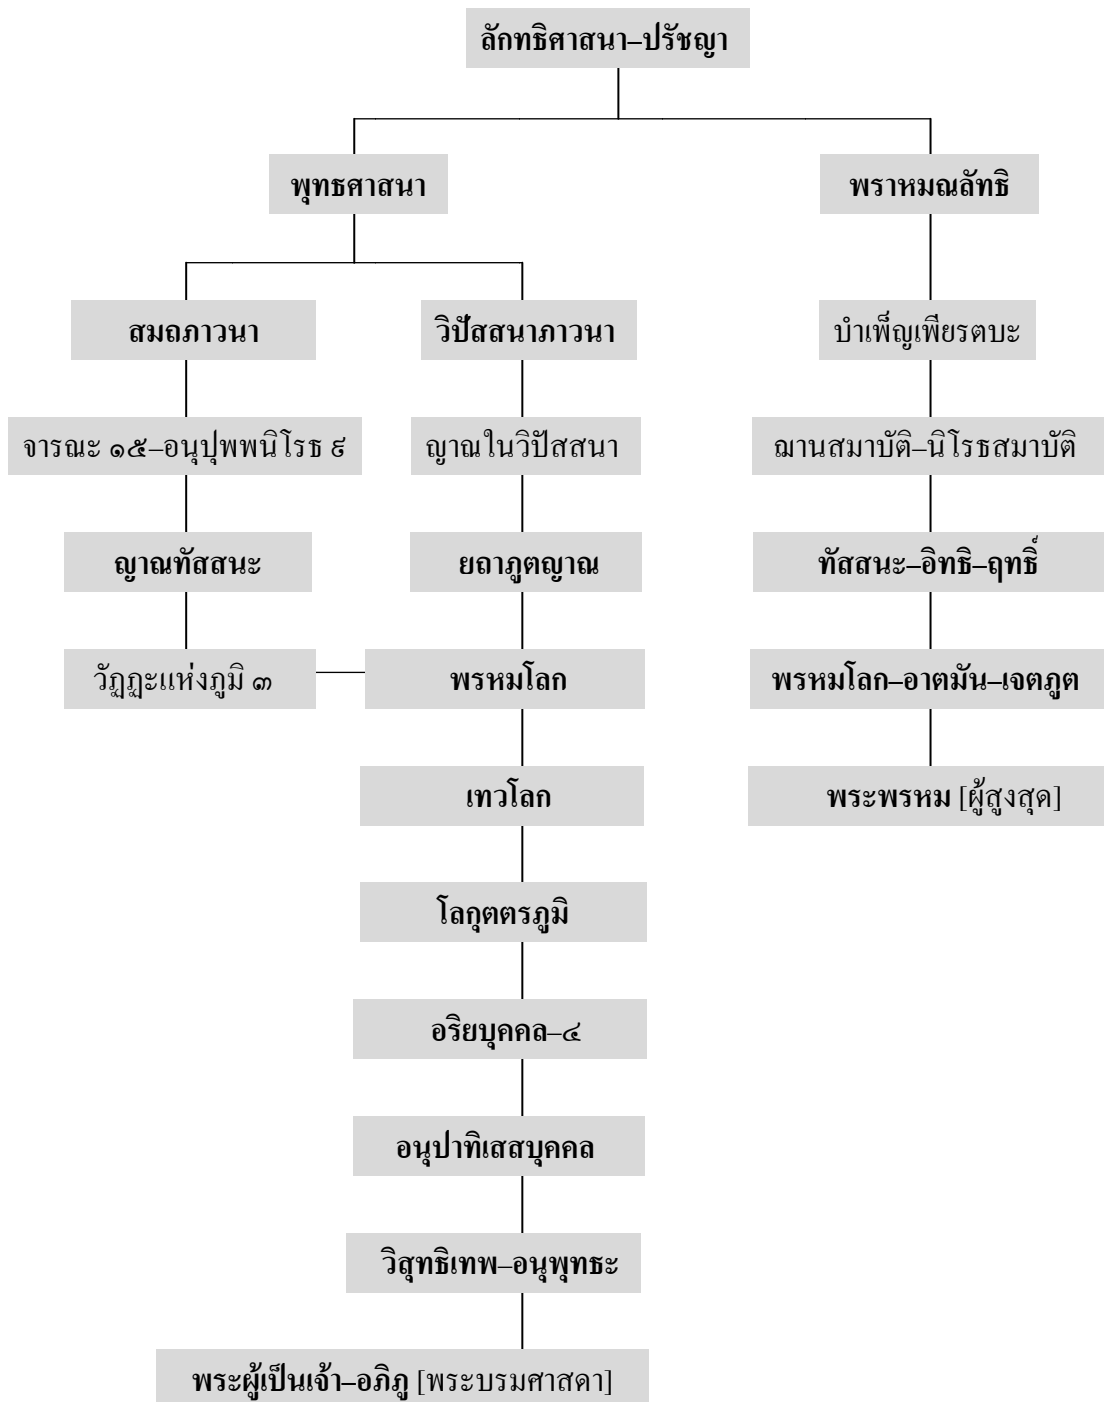 ลักทธิศาสนา–ปรัชญา
พุทธศาสนา
พราหมณลัทธิ
สมถภาวนา
วิปัสสนาภาวนา
บำเพ็ญเพียรตบะ
จารณะ ๑๕–อนุปุพพนิโรธ ๙
ญาณในวิปัสสนา
ฌานสมาบัติ–นิโรธสมาบัติ
ญาณทัสสนะ
ยถาภูตญาณ
ทัสสนะ–อิทธิ–ฤทธิ์
วัฏฏะแห่งภูมิ ๓
พรหมโลก
พรหมโลก–อาตมัน–เจตภูต
เทวโลก
พระพรหม [ผู้สูงสุด]
โลกุตตรภูมิ
อริยบุคคล–๔
อนุปาทิเสสบุคคล
วิสุทธิเทพ–อนุพุทธะ
พระผู้เป็นเจ้า–อภิภู [พระบรมศาสดา]